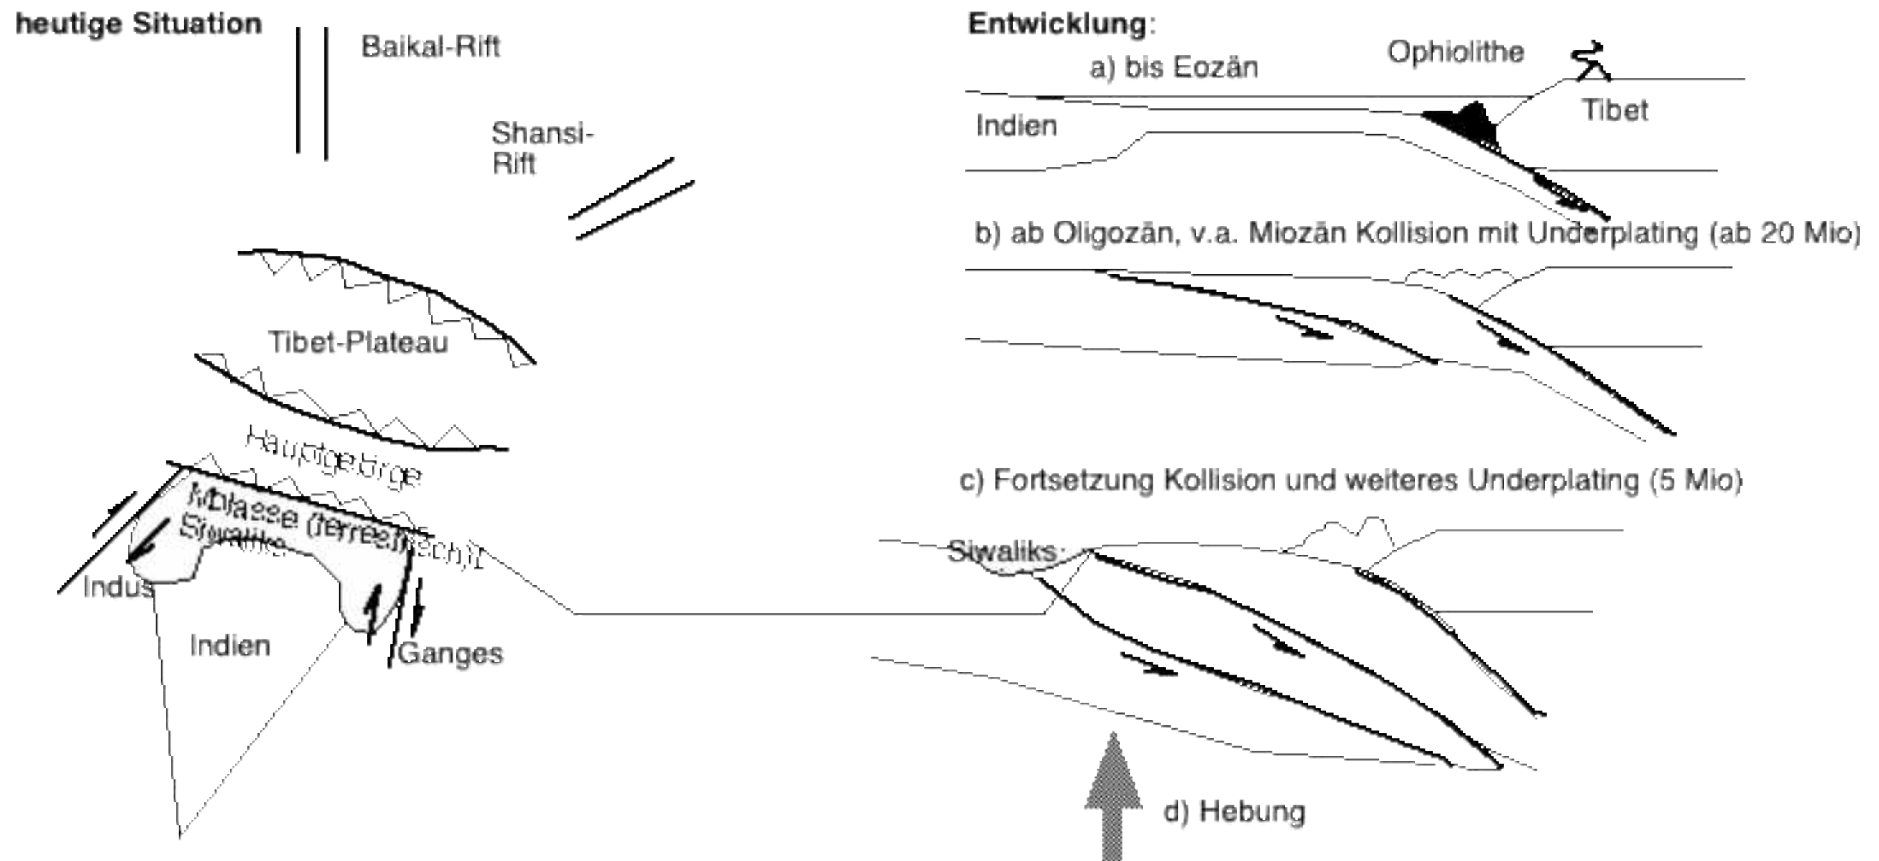 heutige Situation
Baikal-Rift
Shansi-
Rift
Tibet-Plateau
Hauptgebirge
Molasse (terrestrisch):
Siwaliks
Indus
Indien
Ganges
Entwicklung:
a) bis Eozän
Ophiolithe
Indien
Tibet
b) ab Oligozän, v.a. Miozän Kollision mit Underplating (ab 20 Mio)
c) Fortsetzung Kollision und weiteres Underplating (5 Mio)
Siwaliks
d) Hebung